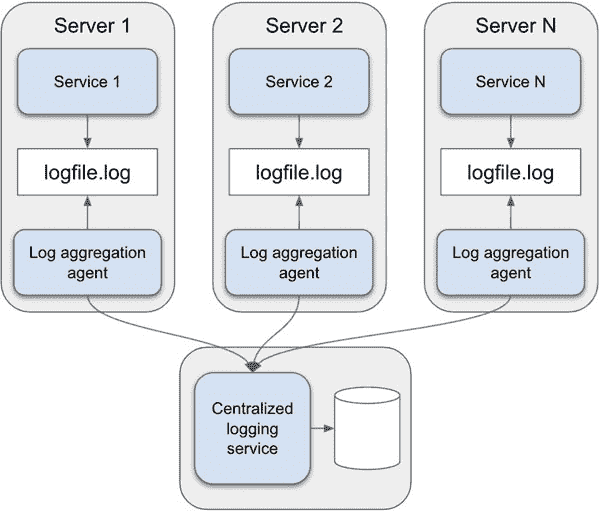 Server 1
Service 1
logfile.log
Log aggregation
agent
Server 2
Service 2
logfile.log
Log aggregation
agent
Server N
Service N
logfile.log
Log aggregation
agent
Centralized
logging
service